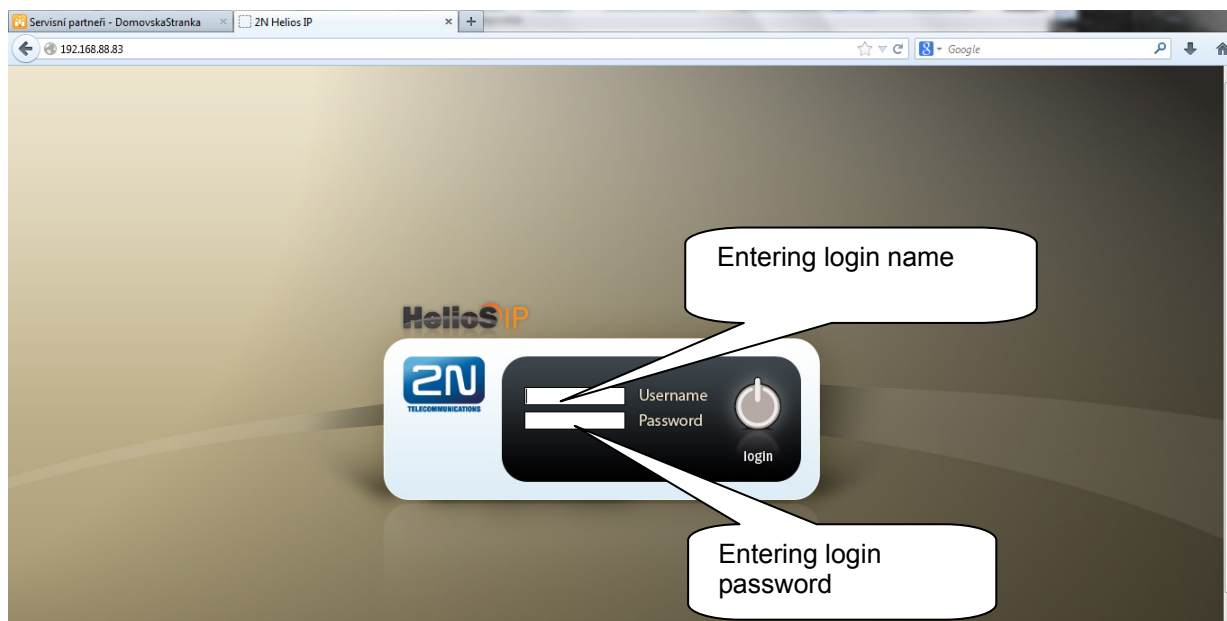 Servisní partneři - DomovskaStranka
2N Helios IP
192.168.88.83
Google
Entering login name
HelioS IP
2N
TELECOMMUNICATIONS
Username
Password
login
Entering login
password